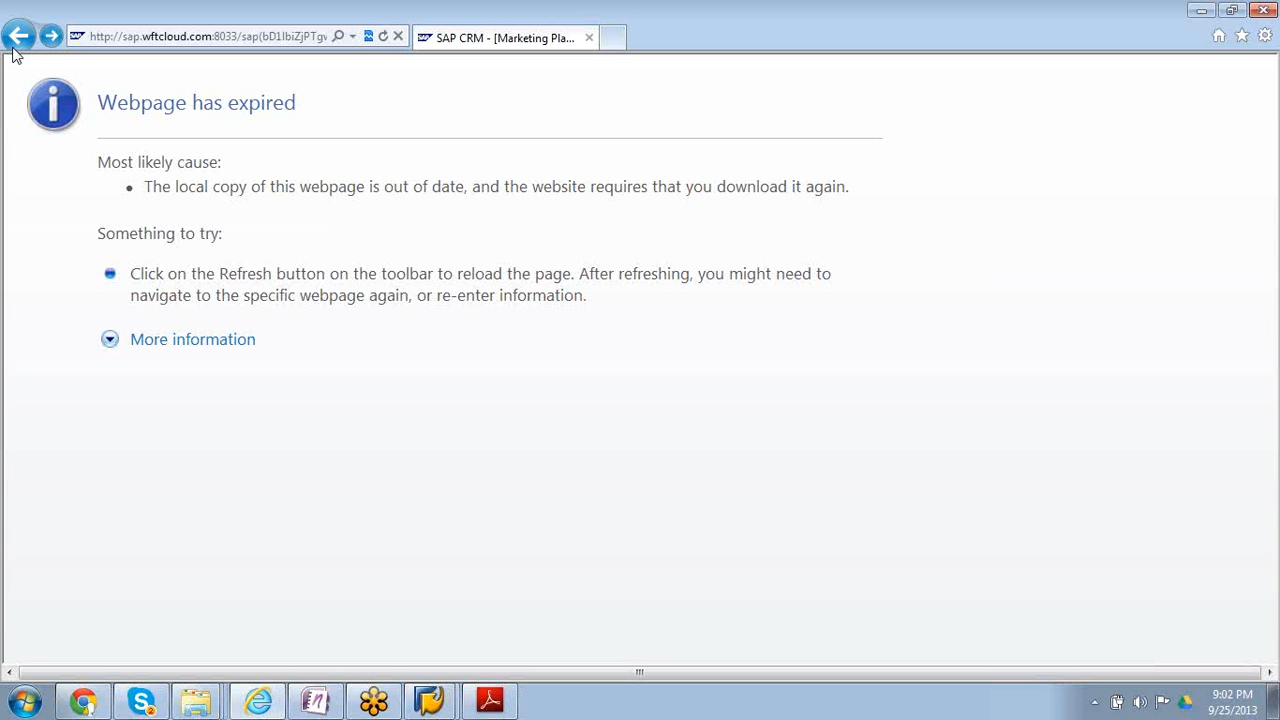 http://sap.wftcloud.com:8033/sap(bD1lbiZjPTgw
SAP CRM - [Marketing Pla...
Webpage has expired
Most likely cause:
• The local copy of this webpage is out of date, and the website requires that you download it again.
Something to try:
Click on the Refresh button on the toolbar to reload the page. After refreshing, you might need to
navigate to the specific webpage again, or re-enter information.
More information
2
9:02 PM
9/25/2013